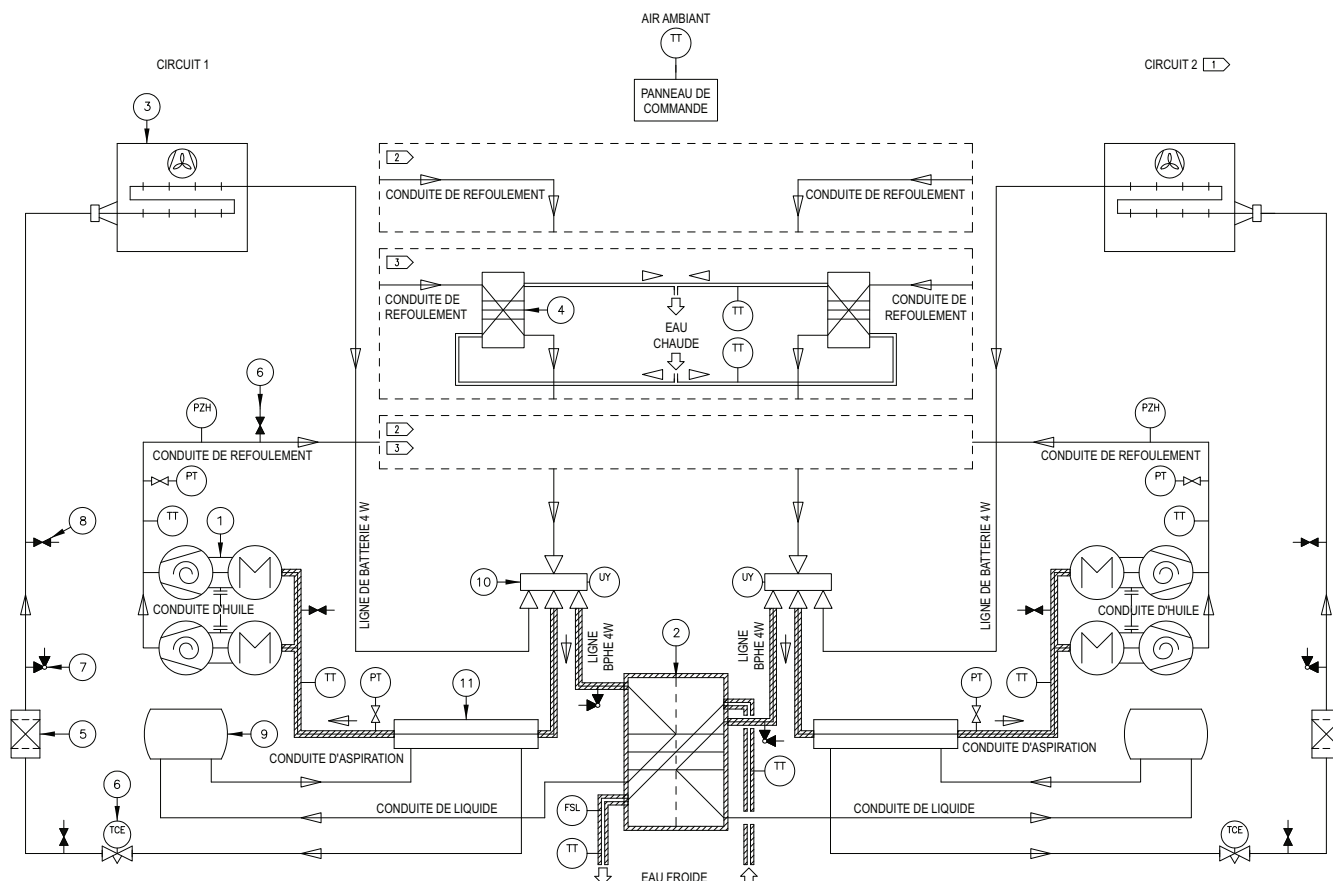 AIR AMBIANT
TT
CIRCUIT 1
CIRCUIT 2 1
PANNEAU DE
COMMANDE
3
2
CONDUITE DE REFOULEMENT
CONDUITE DE REFOULEMENT
3
CONDUITE DE
REFOULEMENT
4
EAU
CHAUDE
TT
TT
CONDUITE DE
REFOULEMENT
6
PZH
2
3
PZH
CONDUITE DE REFOULEMENT
CONDUITE DE REFOULEMENT
PT
PT
TT
TT
8
1
LIGNE DE BATTERIE 4 W
LIGNE DE BATTERIE 4 W
10
UY
UY
CONDUITE D'HUILE
CONDUITE D'HUILE
LIGNE
BPHE 4W
2
LIGNE
BPHE 4W
7
TT
PT
11
PT
TT
5
9
CONDUITE D'ASPIRATION
CONDUITE D'ASPIRATION
TT
6
CONDUITE DE LIQUIDE
CONDUITE DE LIQUIDE
FSL
TCE
TT
TCE
EAU FROIDE